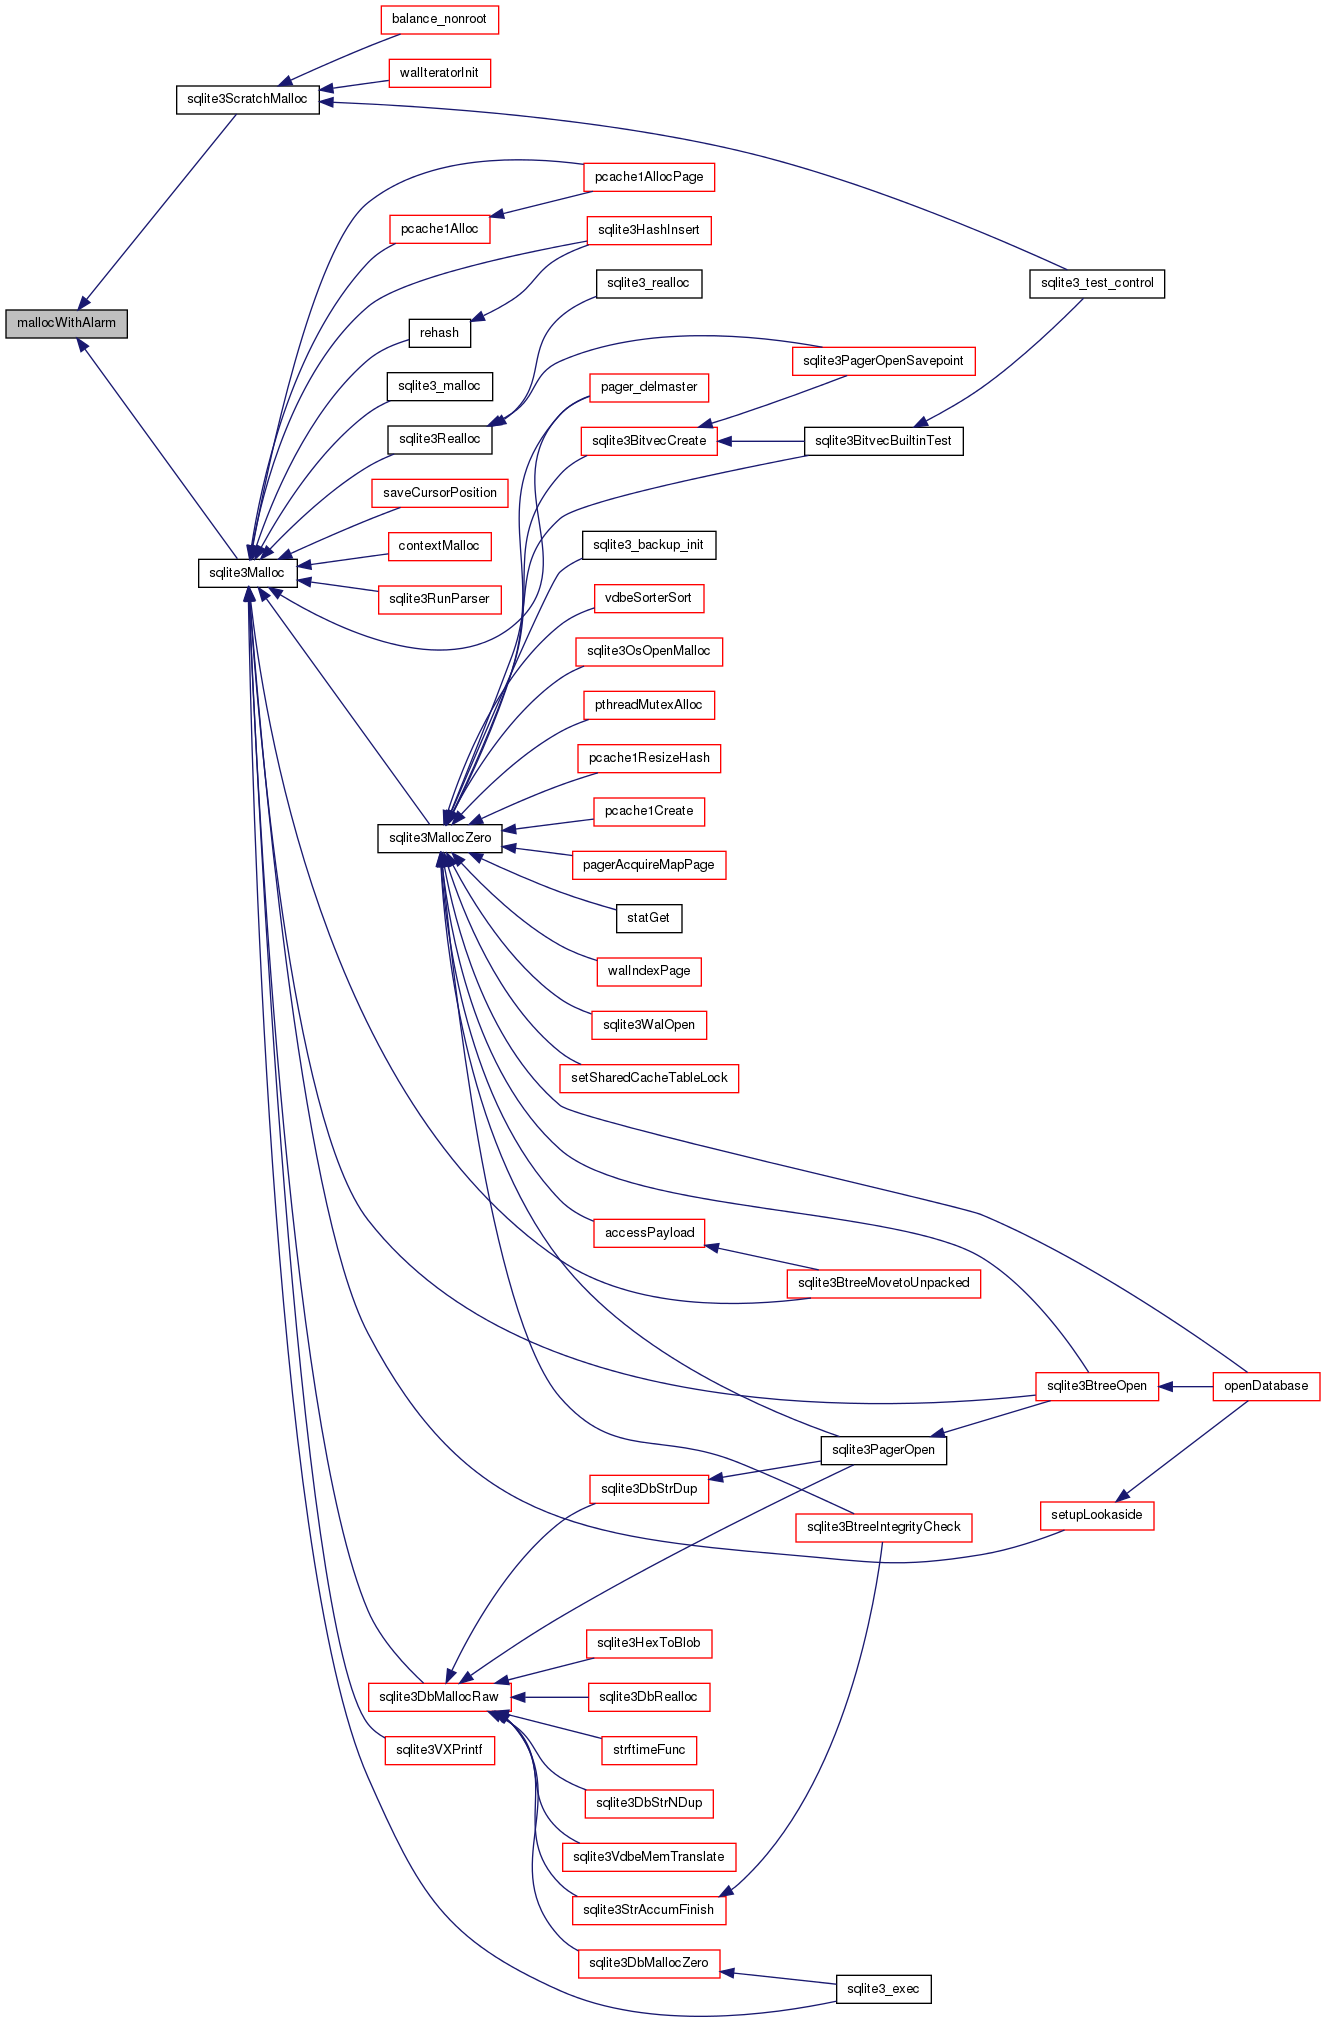 balance_nonroot
walIteratorInit
sqlite3ScratchMalloc
pcache1AllocPage
pcache1Alloc
sqlite3HashInsert
sqlite3_realloc
sqlite3_test_control
mallocWithAlarm
rehash
sqlite3PagerOpenSavepoint
sqlite3_malloc
pager_delmaster
sqlite3Realloc
sqlite3BitvecCreate
sqlite3BitvecBuiltinTest
saveCursorPosition
contextMalloc
sqlite3_backup_init
sqlite3Malloc
sqlite3RunParser
vdbeSorterSort
sqlite3OsOpenMalloc
pthreadMutexAlloc
pcache1ResizeHash
pcache1Create
sqlite3MallocZero
pagerAcquireMapPage
statGet
walIndexPage
sqlite3WalOpen
setSharedCacheTableLock
accessPayload
sqlite3BtreeMovetoUnpacked
sqlite3BtreeOpen
openDatabase
sqlite3PagerOpen
sqlite3DbStrDup
setupLookaside
sqlite3BtreeIntegrityCheck
sqlite3HexToBlob
sqlite3DbMallocRaw
sqlite3DbRealloc
sqlite3VXPrintf
strftimeFunc
sqlite3DbStrNDup
sqlite3VdbeMemTranslate
sqlite3StrAccumFinish
sqlite3DbMallocZero
sqlite3_exec